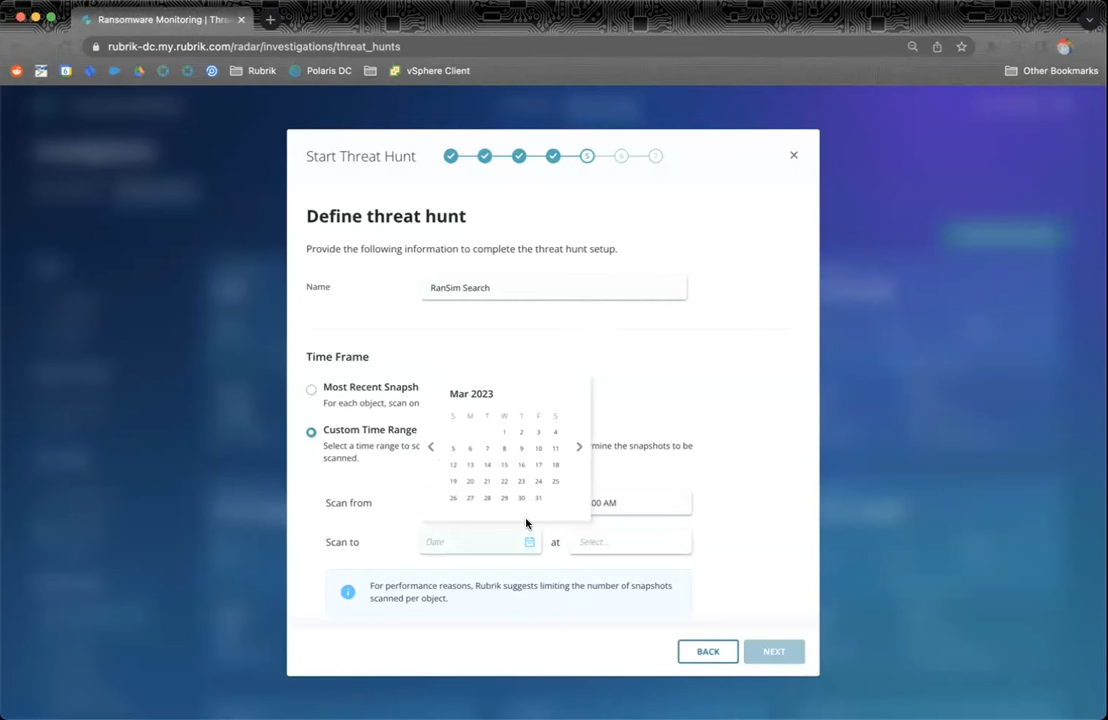 Ransomware Monitoring | Thre
rubrik-dc.my.rubrik.com/radar/investigations/threat_hunts
Rubrik
Polaris DC
vSphere Client
Other Bookmarks
Start Threat Hunt
5
6
7
Define threat hunt
Provide the following information to complete the threat hunt setup.
Name
RanSim Search
Time Frame
Most Recent Snapsh
For each object, scan on
Mar 2023
S M T W T F S
1 2 3 4
5 6 7 8 9 10 11
12 13 14 15 16 17 18
19 20 21 22 23 24 25
26 27 28 29 30 31
Custom Time Range
Select a time range to sc
rmine the snapshots to be
scanned.
Scan from
00 AM
Scan to
Date
at
Select...
For performance reasons, Rubrik suggests limiting the number of snapshots
scanned per object.
BACK
NEXT